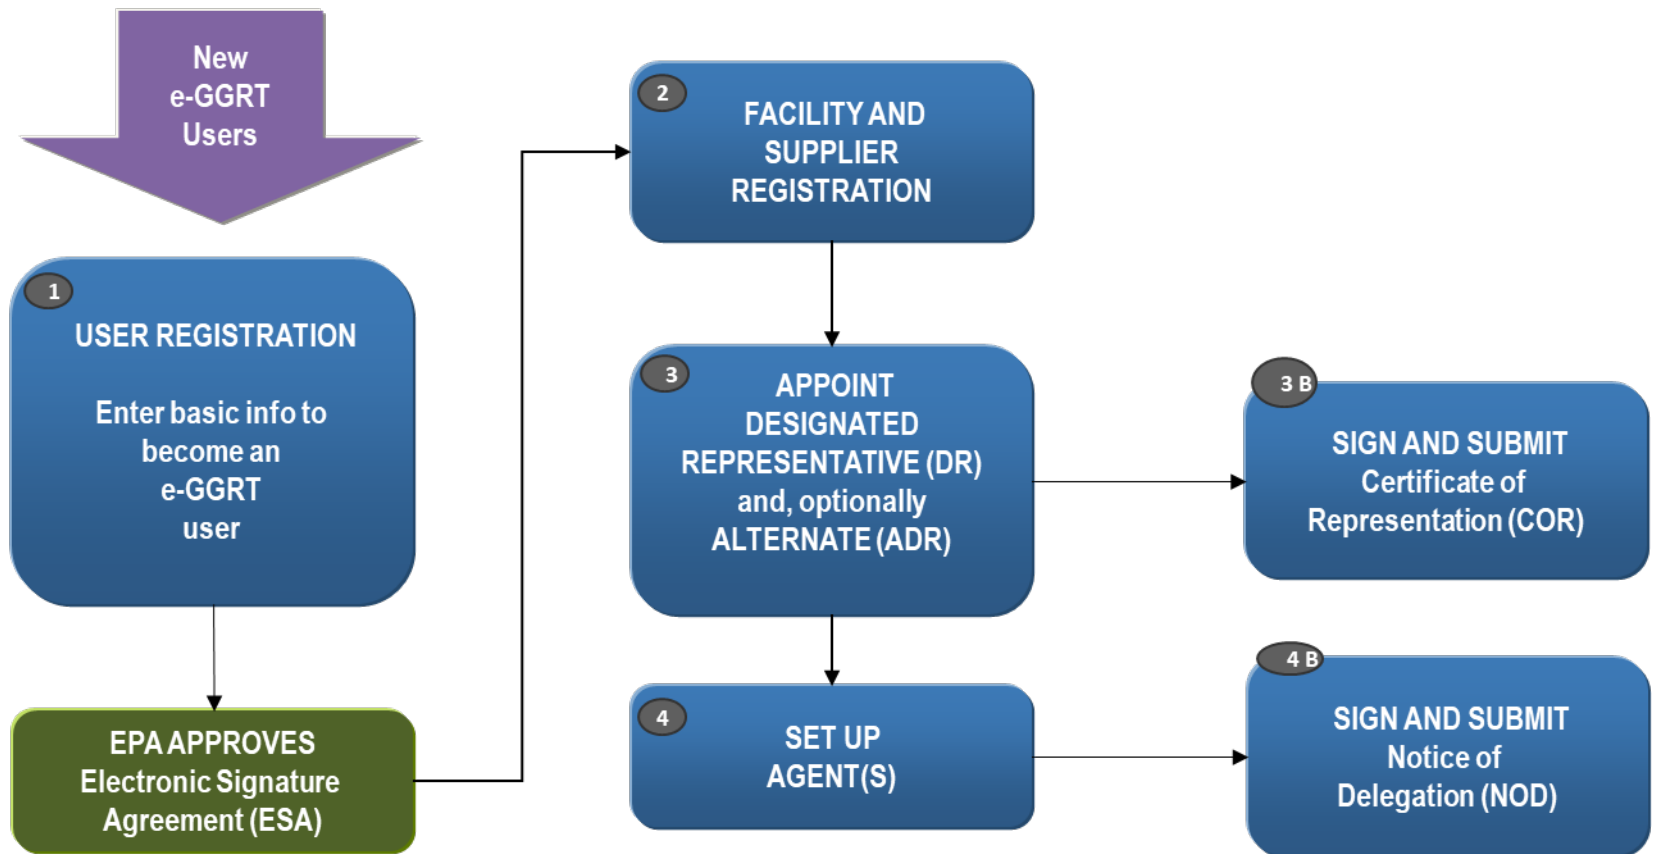 New
e-GGRT
Users
1
USER REGISTRATION
Enter basic info to
become an
e-GGRT
user
EPA APPROVES
Electronic Signature
Agreement (ESA)
2
FACILITY AND
SUPPLIER
REGISTRATION
3
APPOINT
DESIGNATED
REPRESENTATIVE (DR)
and, optionally
ALTERNATE (ADR)
3 B
SIGN AND SUBMIT
Certificate of
Representation (COR)
4
SET UP
AGENT(S)
4 B
SIGN AND SUBMIT
Notice of
Delegation (NOD)